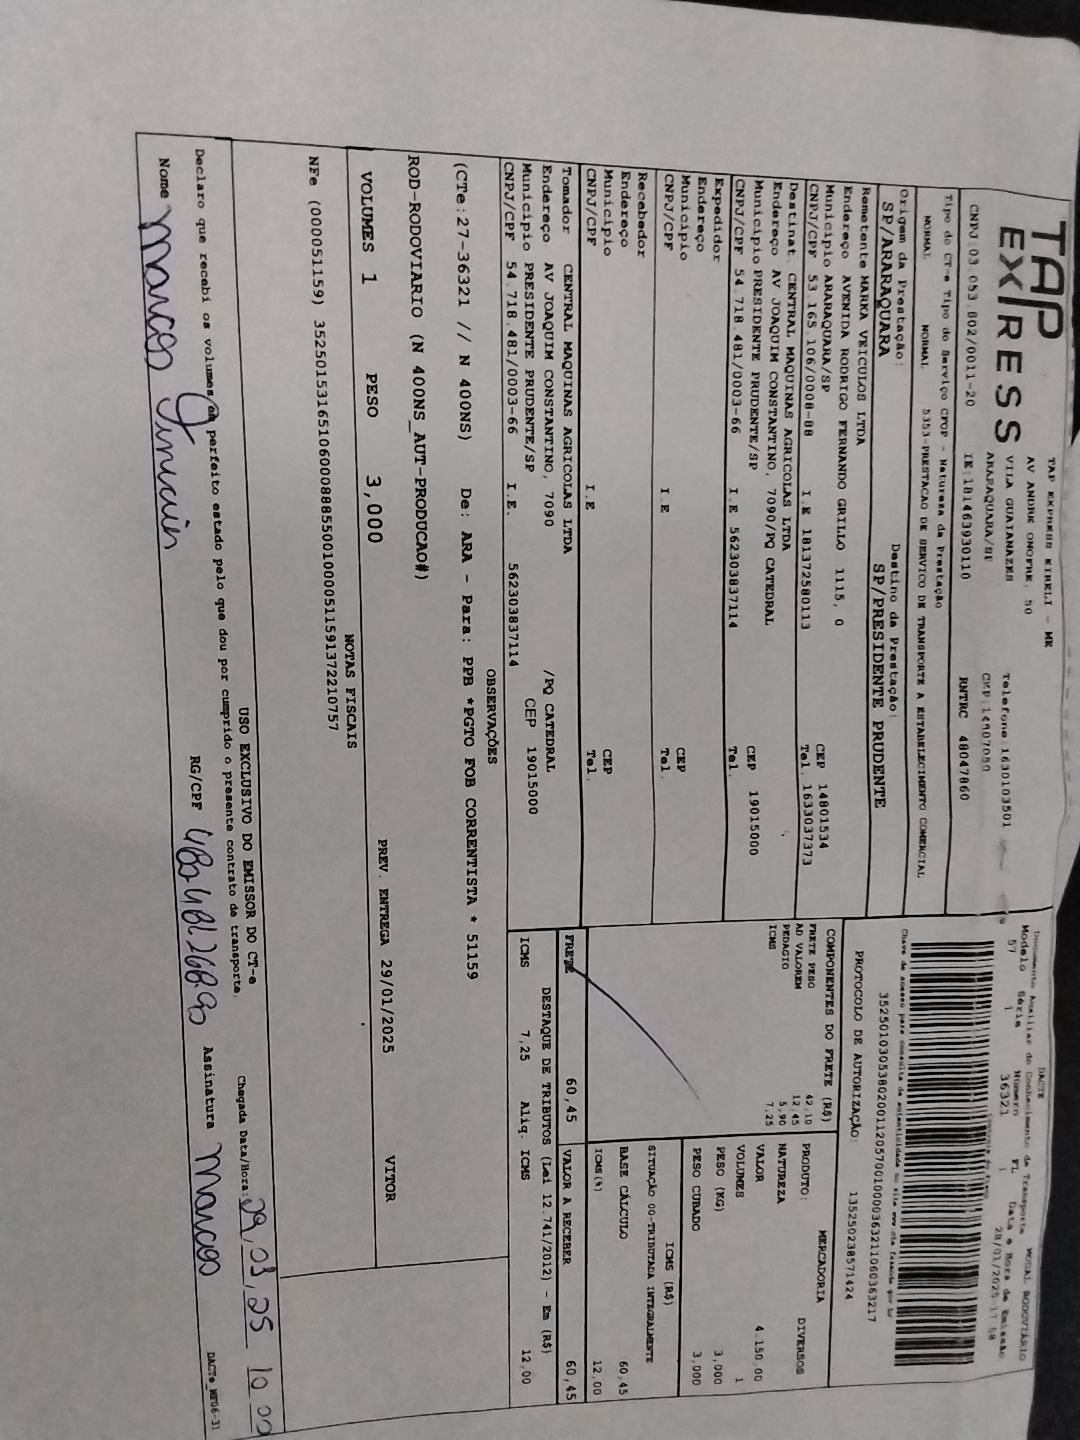 TAP EXPRESS
TAP EXPRESS EIRELI - ME
AV ANDRE ONOFRE, 50
VILA GUAIANAZES
ARARAQUARA/SP
Telefone:1630103501
CEP:14807050
CNPJ:03.053.802/0011-20 IE:181463930110 RNTRC 48047860
DACTE
Documento Auxiliar do Conhecimento de Transporte MODAL RODOVIÁRIO
Modelo Série Número FL Data e Hora de Emissão
57 1 36321 1 28/01/2025-17:58
Tipo do CT-e Tipo do Serviço CFOP - Natureza da Prestação
NORMAL NORMAL 5353-PRESTACAO DE SERVICO DE TRANSPORTE A ESTABELECIMENTO COMERCIAL
35250103053802001120570010000363211060363217
PROTOCOLO DE AUTORIZAÇÃO: 135250238571424
Origem da Prestação: Destino da Prestação:
SP/ARARAQUARA SP/PRESIDENTE PRUDENTE
Remetente MARKA VEICULOS LTDA
Endereço AVENIDA RODRIGO FERNANDO GRILLO 1115, 0
Município ARARAQUARA/SP CEP 14801534
CNPJ/CPF 53.165.106/0008-88 I.E 181372580113 Tel. 1633037373
Destinat. CENTRAL MAQUINAS AGRICOLAS LTDA
Endereço AV JOAQUIM CONSTANTINO, 7090/PQ CATEDRAL
Município PRESIDENTE PRUDENTE/SP CEP 19015000
CNPJ/CPF 54.718.481/0003-66 I.E 562303837114 Tel.
Expedidor
Endereço
Município CEP
CNPJ/CPF I.E Tel.
Recebedor
Endereço
Município CEP
CNPJ/CPF I.E Tel.
Tomador CENTRAL MAQUINAS AGRICOLAS LTDA
Endereço AV JOAQUIM CONSTANTINO, 7090 /PQ CATEDRAL
Município PRESIDENTE PRUDENTE/SP CEP 19015000
CNPJ/CPF 54.718.481/0003-66 I.E. 562303837114
COMPONENTES DO FRETE (R$)
FRETE PESO 42,10
AD VALOREM 12,45
PEDAGIO 5,90
ICMS 7,25
MERCADORIA
PRODUTO: DIVERSOS
NATUREZA
VALOR 4.150,00
VOLUMES 1
PESO (KG) 3,000
PESO CUBADO 3,000
ICMS (R$)
SITUAÇÃO 00-TRIBUTADA INTEGRALMENTE
BASE CÁLCULO 60,45
ICMS(%) 12,00
FRETE 60,45 VALOR A RECEBER 60,45
DESTAQUE DE TRIBUTOS (Lei 12.741/2012) - Em (R$)
ICMS 7,25 Aliq. ICMS 12,00
OBSERVAÇÕES
(CTe:27-36321 // N 400NS) De: ARA - Para: PPB *PGTO FOB CORRENTISTA * 51159
ROD-RODOVIARIO (N 400NS_AUT-PRODUCAO#)
VOLUMES 1 PESO 3,000 PREV. ENTREGA 29/01/2025 VITOR
NOTAS FISCAIS
NFe (000051159) 35250153165106000888550010000511591372210757
USO EXCLUSIVO DO EMISSOR DO CT-e
Declaro que recebi os volumes em perfeito estado pelo que dou por cumprido o presente contrato de transporte. Chegada Data/Hora: 29,01,25 10 00
Nome Marcos RG/CPF Assinatura Marcos